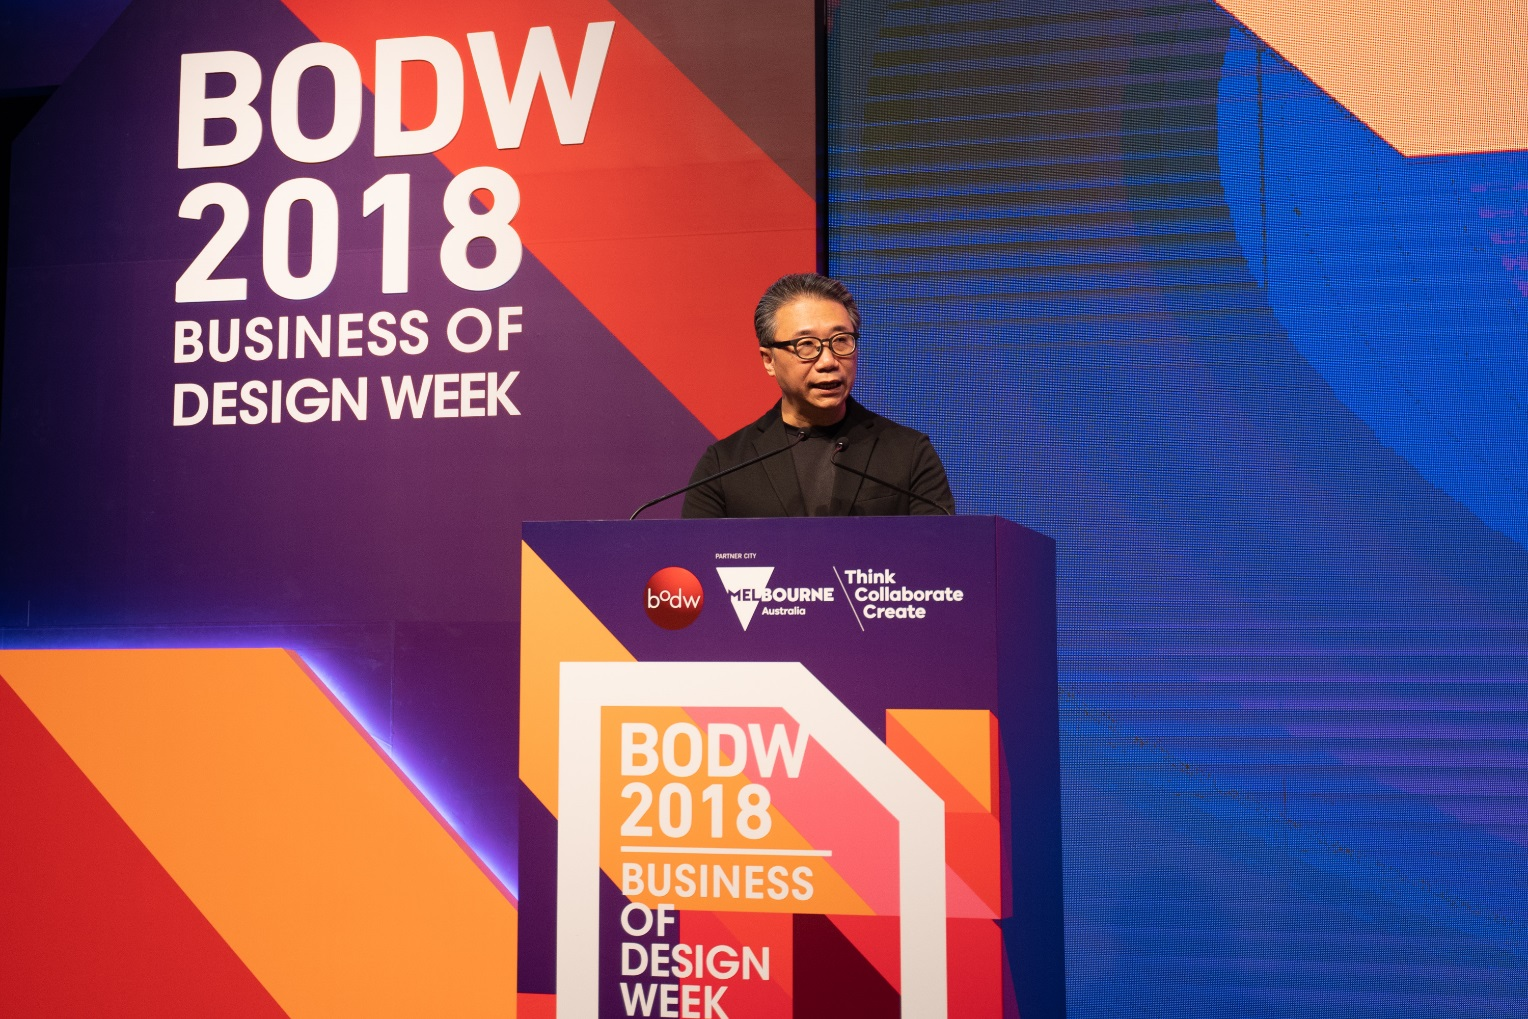 BODW
2018
BUSINESS OF
DESIGN WEEK
PARTNER CITY
bodw
MELBOURNE
Australia
Think
Collaborate
Create
BODW
2018
BUSINESS
OF
DESIGN
WEEK